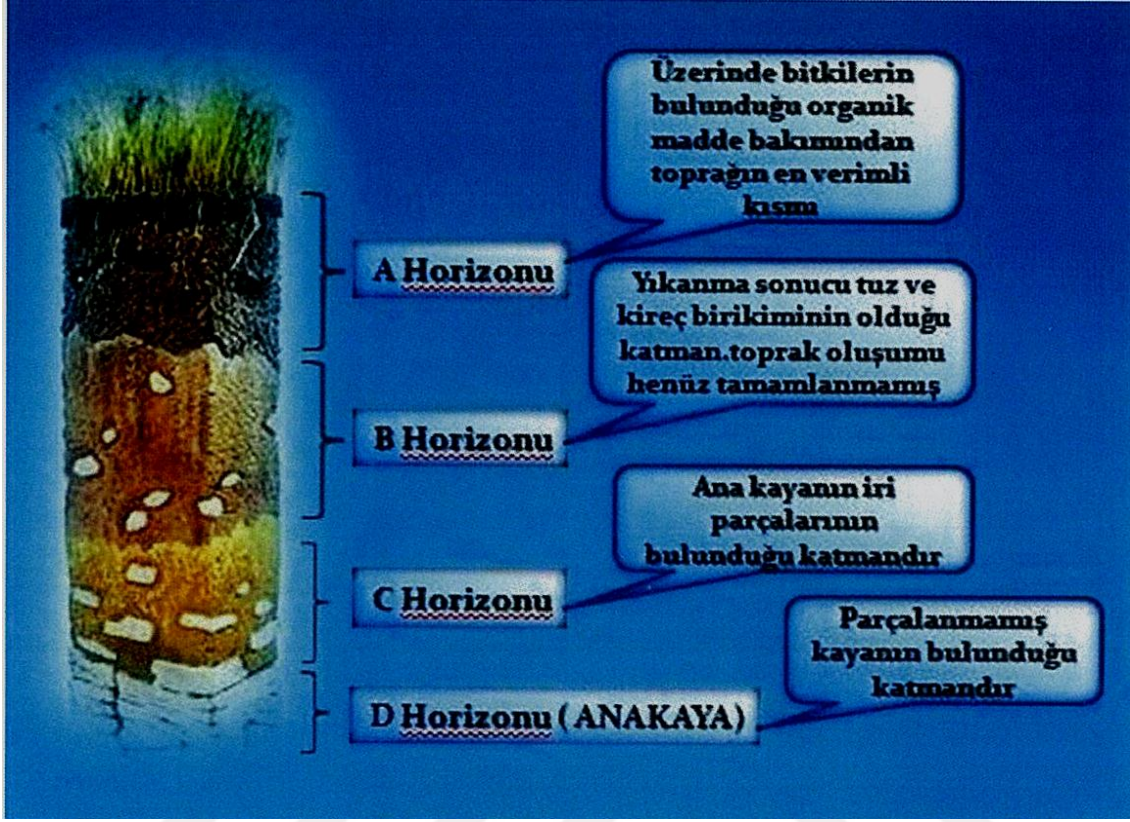 Üzerinde bitkilerin
bulunduğu organik
madde bakımından
toprağın en verimli
kısmı
A Horizonu
Yıkanma sonucu tuz ve
kireç birikiminin olduğu
katman.toprak oluşumu
henüz tamamlanmamış
B Horizonu
Ana kayanın iri
parçalarının
bulunduğu katmandır
C Horizonu
Parçalanmamış
kayanın bulunduğu
katmandır
D Horizonu ( ANAKAYA)